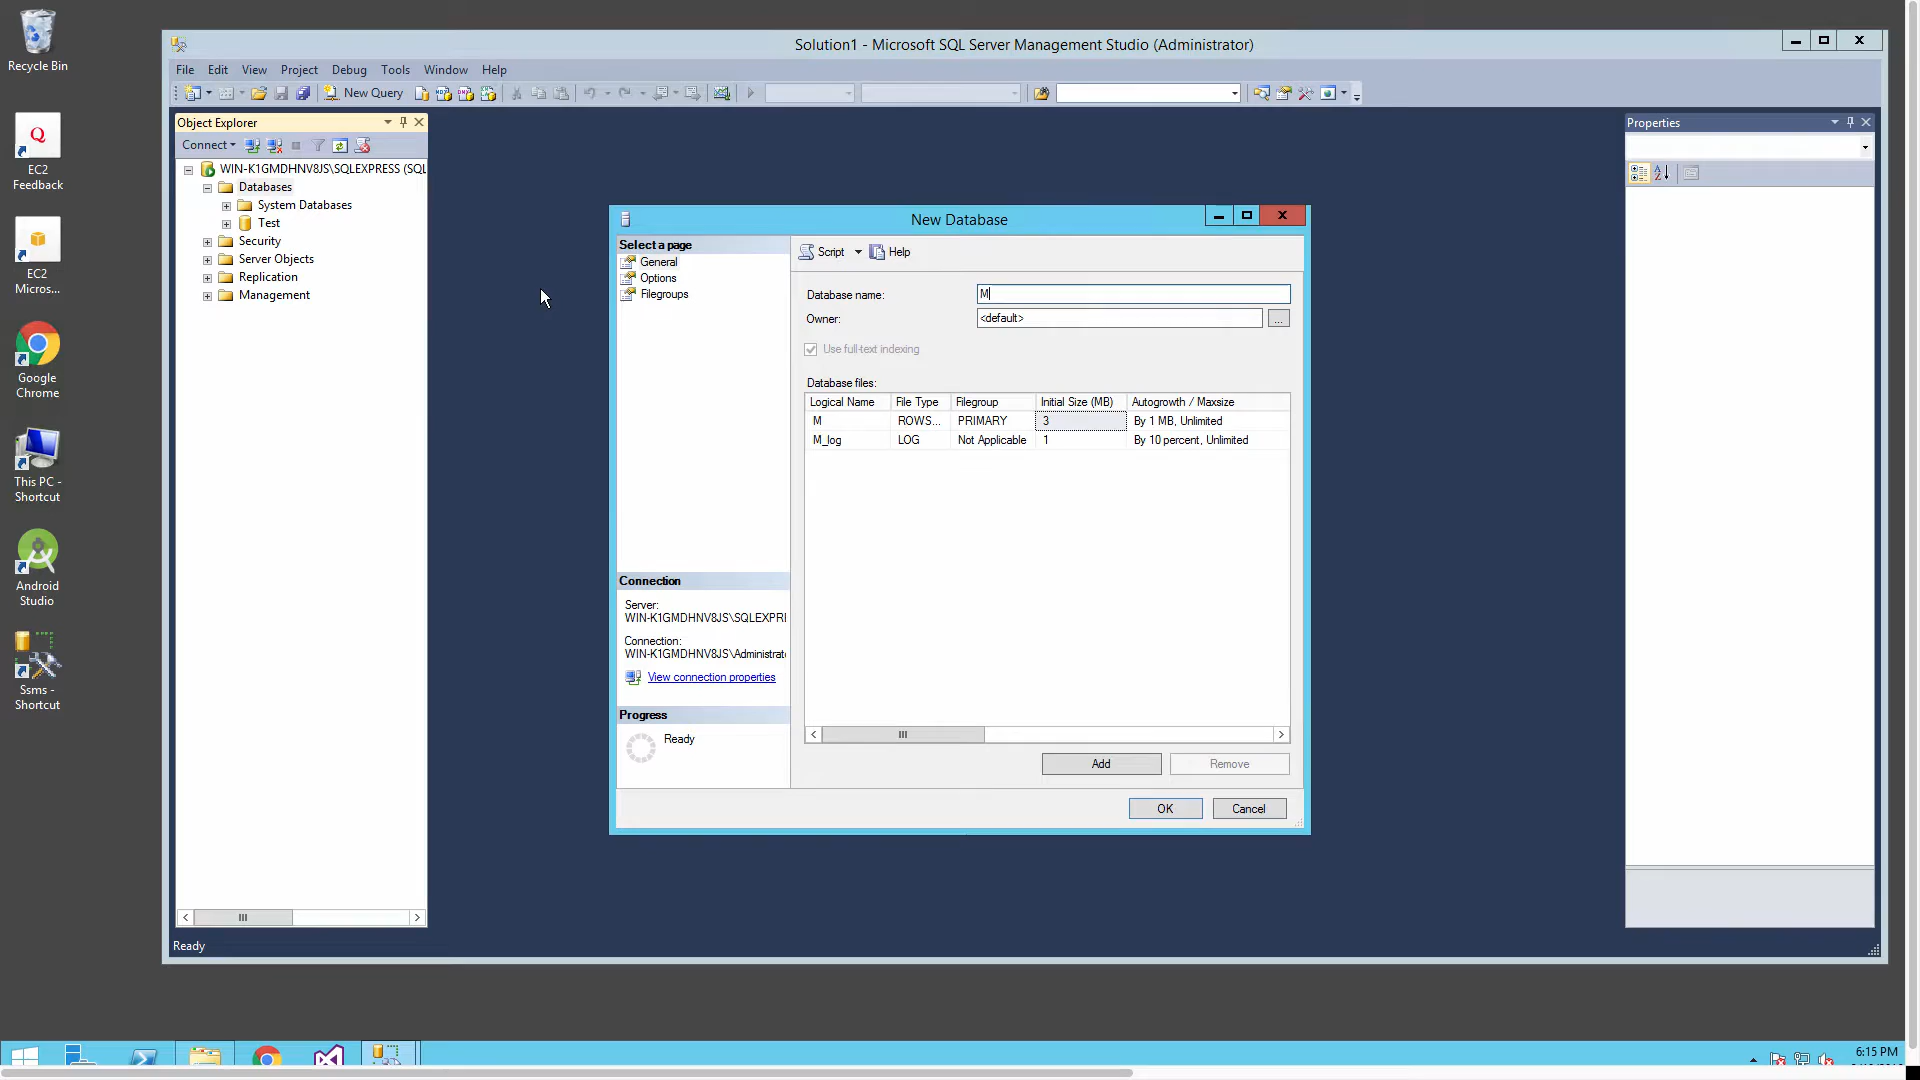 Recycle Bin
EC2
Feedback
EC2
Micros...
Google
Chrome
This PC -
Shortcut
Android
Studio
Ssms -
Shortcut
Solution1 - Microsoft SQL Server Management Studio (Administrator)
File Edit View Project Debug Tools Window Help
New Query
Object Explorer
Connect
WIN-K1GMDHNV8JS\SQLEXPRESS (SQL
Databases
System Databases
Test
Security
Server Objects
Replication
Management
New Database
Select a page
General
Options
Filegroups
Script Help
Database name: M
Owner: <default> ...
Use full-text indexing
Database files:
Logical Name File Type Filegroup Initial Size (MB) Autogrowth / Maxsize
M ROWS... PRIMARY 3 By 1 MB, Unlimited
M_log LOG Not Applicable 1 By 10 percent, Unlimited
Connection
Server:
WIN-K1GMDHNV8JS\SQLEXPRE
Connection:
WIN-K1GMDHNV8JS\Administrato
View connection properties
Progress
Ready
Add Remove
OK Cancel
Properties
Ready
6:15 PM